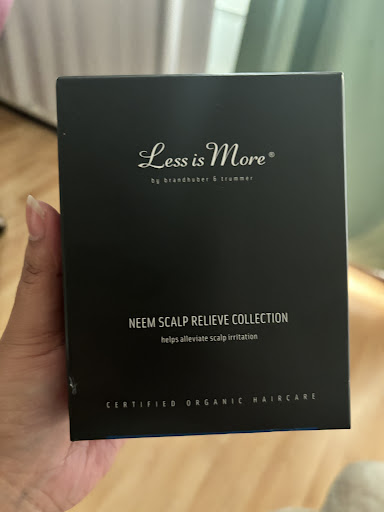 Less is More®
by brandhuber & trummer
NEEM SCALP RELIEVE COLLECTION
helps alleviate scalp irritation
CERTIFIED ORGANIC HAIRCARE